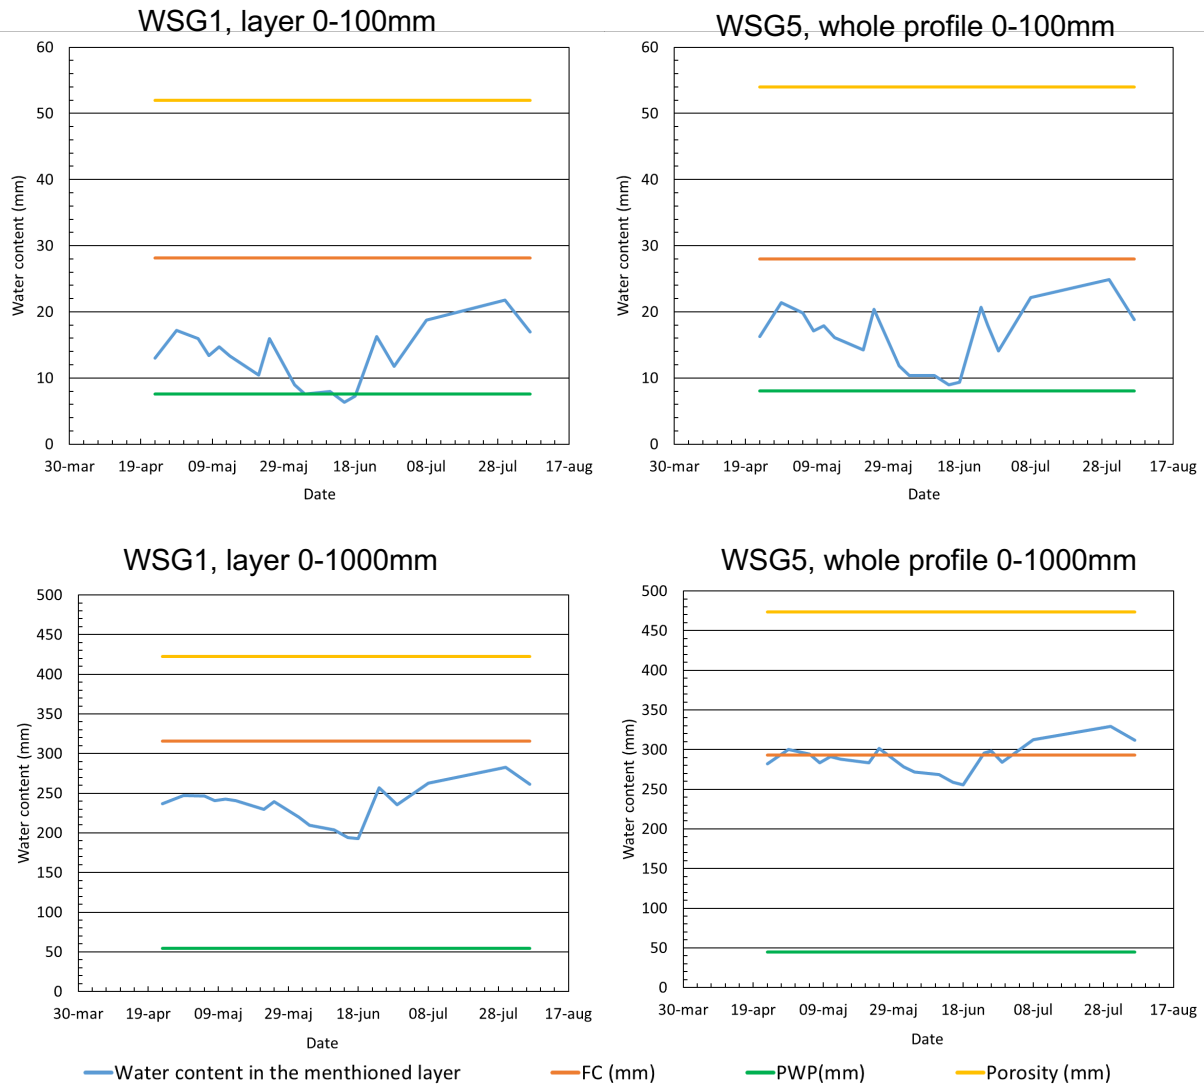 WSG1, layer 0-100mm
60
50
40
30
20
10
0
Water content (mm)
30-mar 19-apr 09-maj 29-maj 18-jun 08-jul 28-jul 17-aug
Date
WSG5, whole profile 0-100mm
60
50
40
30
20
10
0
Water content (mm)
30-mar 19-apr 09-maj 29-maj 18-jun 08-jul 28-jul 17-aug
Date
WSG1, layer 0-1000mm
500
450
400
350
300
250
200
150
100
50
0
Water content (mm)
30-mar 19-apr 09-maj 29-maj 18-jun 08-jul 28-jul 17-aug
Date
WSG5, whole profile 0-1000mm
500
450
400
350
300
250
200
150
100
50
0
Water content (mm)
30-mar 19-apr 09-maj 29-maj 18-jun 08-jul 28-jul 17-aug
Date
Water content in the menthioned layer FC (mm) PWP(mm) Porosity (mm)